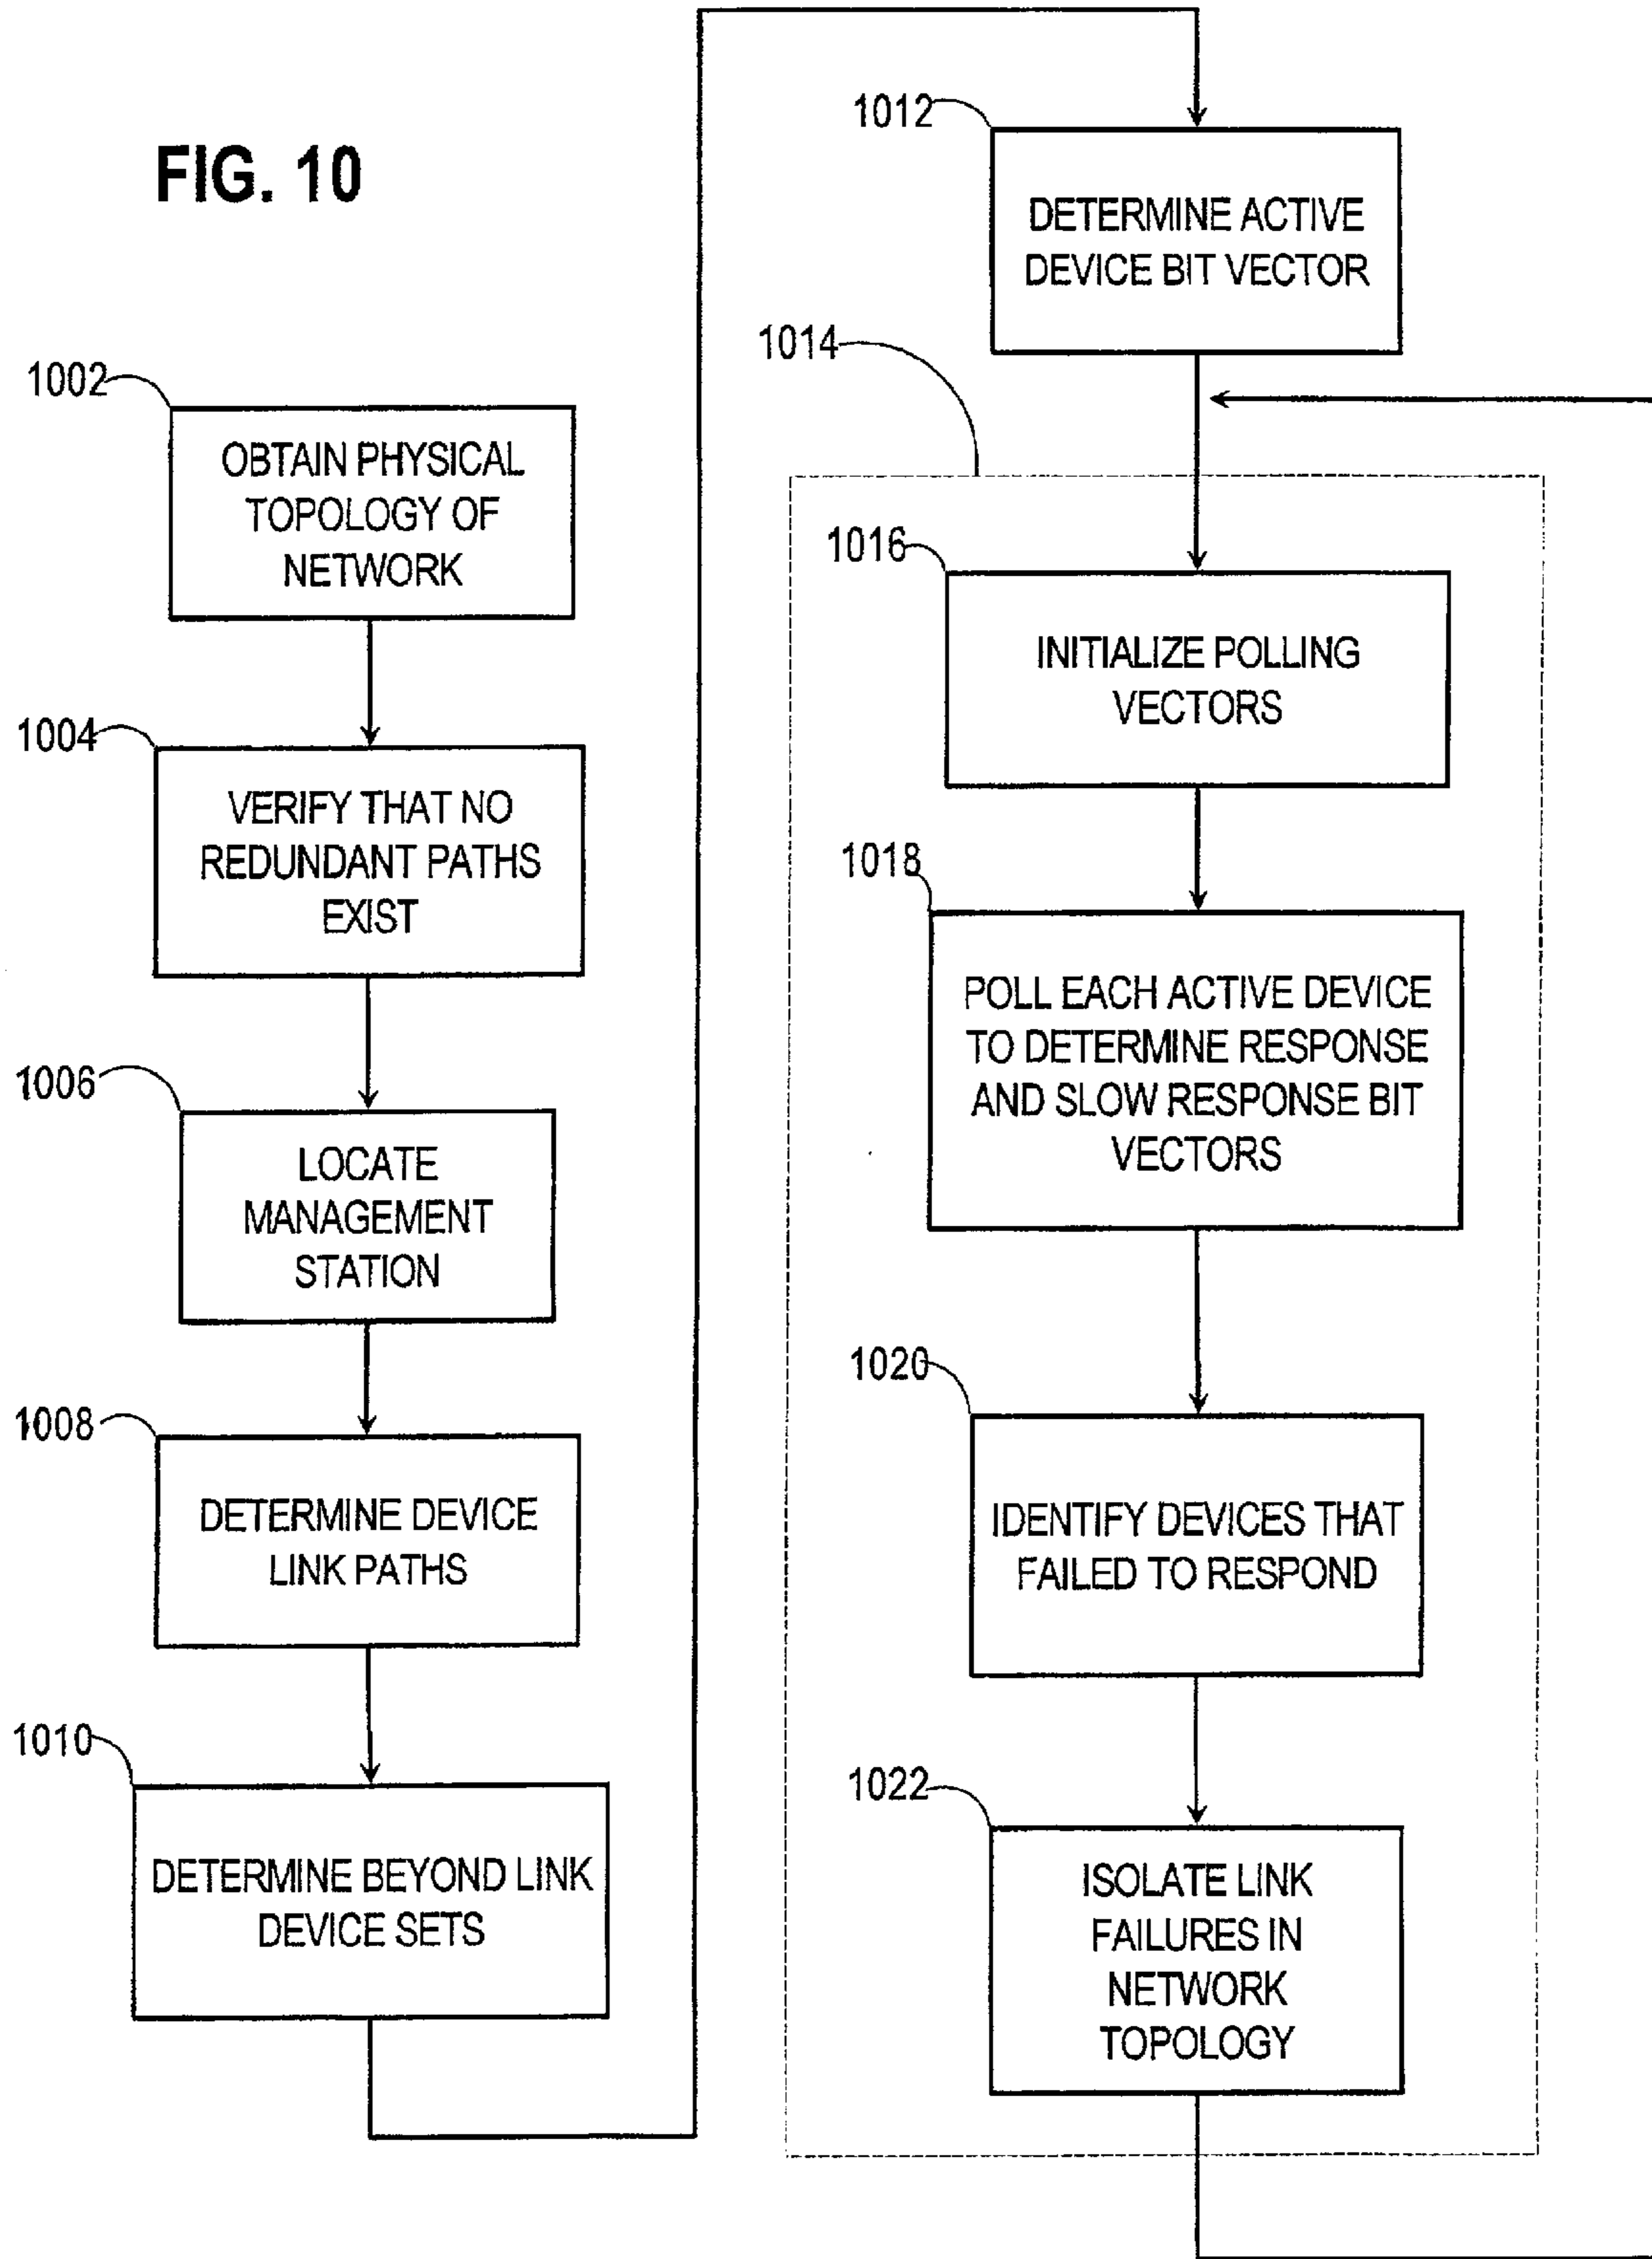 FIG. 10
1002
OBTAIN PHYSICAL
TOPOLOGY OF
NETWORK
1004
VERIFY THAT NO
REDUNDANT PATHS
EXIST
1006
LOCATE
MANAGEMENT
STATION
1008
DETERMINE DEVICE
LINK PATHS
1010
DETERMINE BEYOND LINK
DEVICE SETS
1012
DETERMINE ACTIVE
DEVICE BIT VECTOR
1014
1016
INITIALIZE POLLING
VECTORS
1018
POLL EACH ACTIVE DEVICE
TO DETERMINE RESPONSE
AND SLOW RESPONSE BIT
VECTORS
1020
IDENTIFY DEVICES THAT
FAILED TO RESPOND
1022
ISOLATE LINK
FAILURES IN
NETWORK
TOPOLOGY